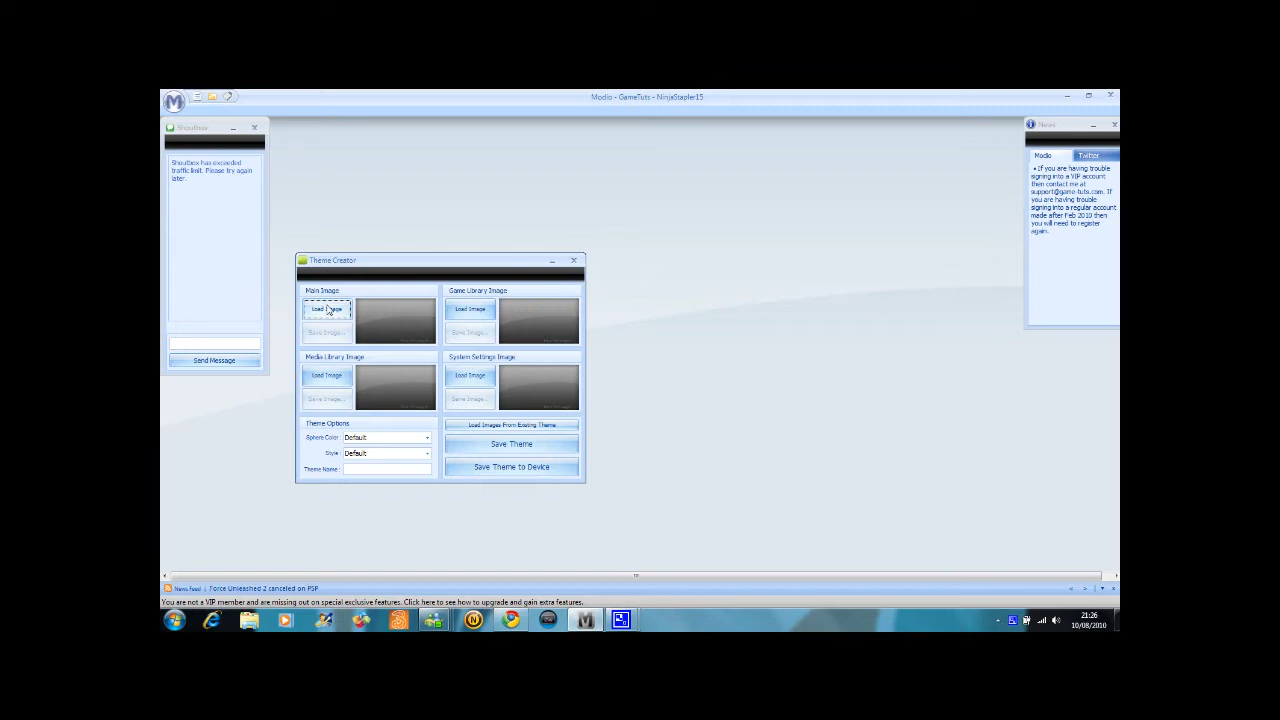 Modio - GameTuts - NinjaStapler15
Shoutbox
Shoutbox has exceeded
traffic limit. Please try again
later.
Send Message
Theme Creator
Main Image
Load Image
Save Image...
Game Library Image
Load Image
Save Image...
Media Library Image
Load Image
Save Image...
System Settings Image
Load Image
Save Image...
Theme Options
Sphere Color: Default
Style: Default
Theme Name:
Load Images From Existing Theme
Save Theme
Save Theme to Device
News
Modio Twitter
• If you are having trouble
signing into a VIP account
then contact me at
support@game-tuts.com. If
you are having trouble
signing into a regular account
made after Feb 2010 then
you will need to register
again.
News Feed | Force Unleashed 2 canceled on PSP
You are not a VIP member and are missing out on special exclusive features. Click here to see how to upgrade and gain extra features.
21:26
10/08/2010